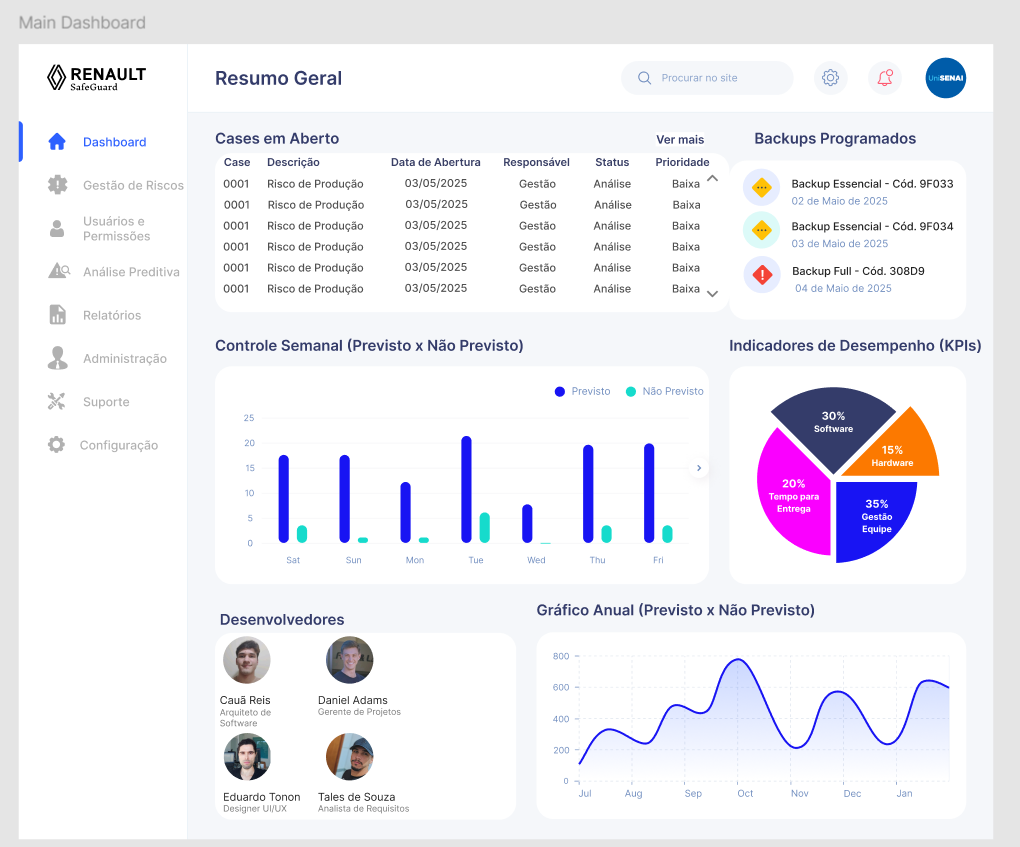 Main Dashboard
RENAULT
SafeGuard
Resumo Geral
Procurar no site
UniSENAI
Dashboard
Gestão de Riscos
Usuários e
Permissões
Análise Preditiva
Relatórios
Administração
Suporte
Configuração
Cases em Aberto
Ver mais
Case Descrição Data de Abertura Responsável Status Prioridade
0001 Risco de Produção 03/05/2025 Gestão Análise Baixa
0001 Risco de Produção 03/05/2025 Gestão Análise Baixa
0001 Risco de Produção 03/05/2025 Gestão Análise Baixa
0001 Risco de Produção 03/05/2025 Gestão Análise Baixa
0001 Risco de Produção 03/05/2025 Gestão Análise Baixa
0001 Risco de Produção 03/05/2025 Gestão Análise Baixa
Backups Programados
Backup Essencial - Cód. 9F033
02 de Maio de 2025
Backup Essencial - Cód. 9F034
03 de Maio de 2025
Backup Full - Cód. 308D9
04 de Maio de 2025
Controle Semanal (Previsto x Não Previsto)
Previsto Não Previsto
25
20
15
10
5
0
Sat Sun Mon Tue Wed Thu Fri
Indicadores de Desempenho (KPIs)
30%
Software
15%
Hardware
20%
Tempo para
Entrega
35%
Gestão
Equipe
Desenvolvedores
Cauã Reis
Arquiteto de
Software
Daniel Adams
Gerente de Projetos
Eduardo Tonon
Designer UI/UX
Tales de Souza
Analista de Requisitos
Gráfico Anual (Previsto x Não Previsto)
800
600
400
200
0
Jul Aug Sep Oct Nov Dec Jan